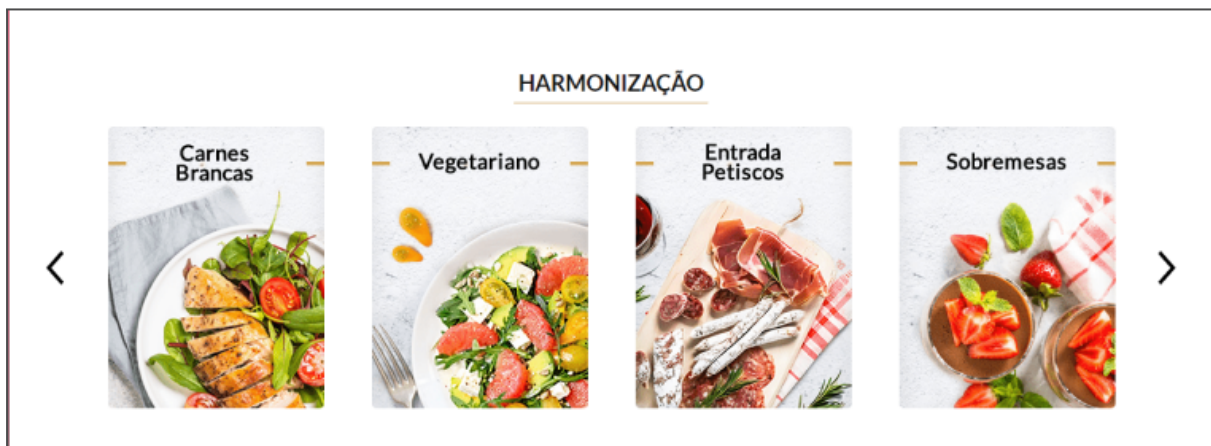 HARMONIZAÇÃO
Carnes
Brancas
Vegetariano
Entrada
Petiscos
Sobremesas